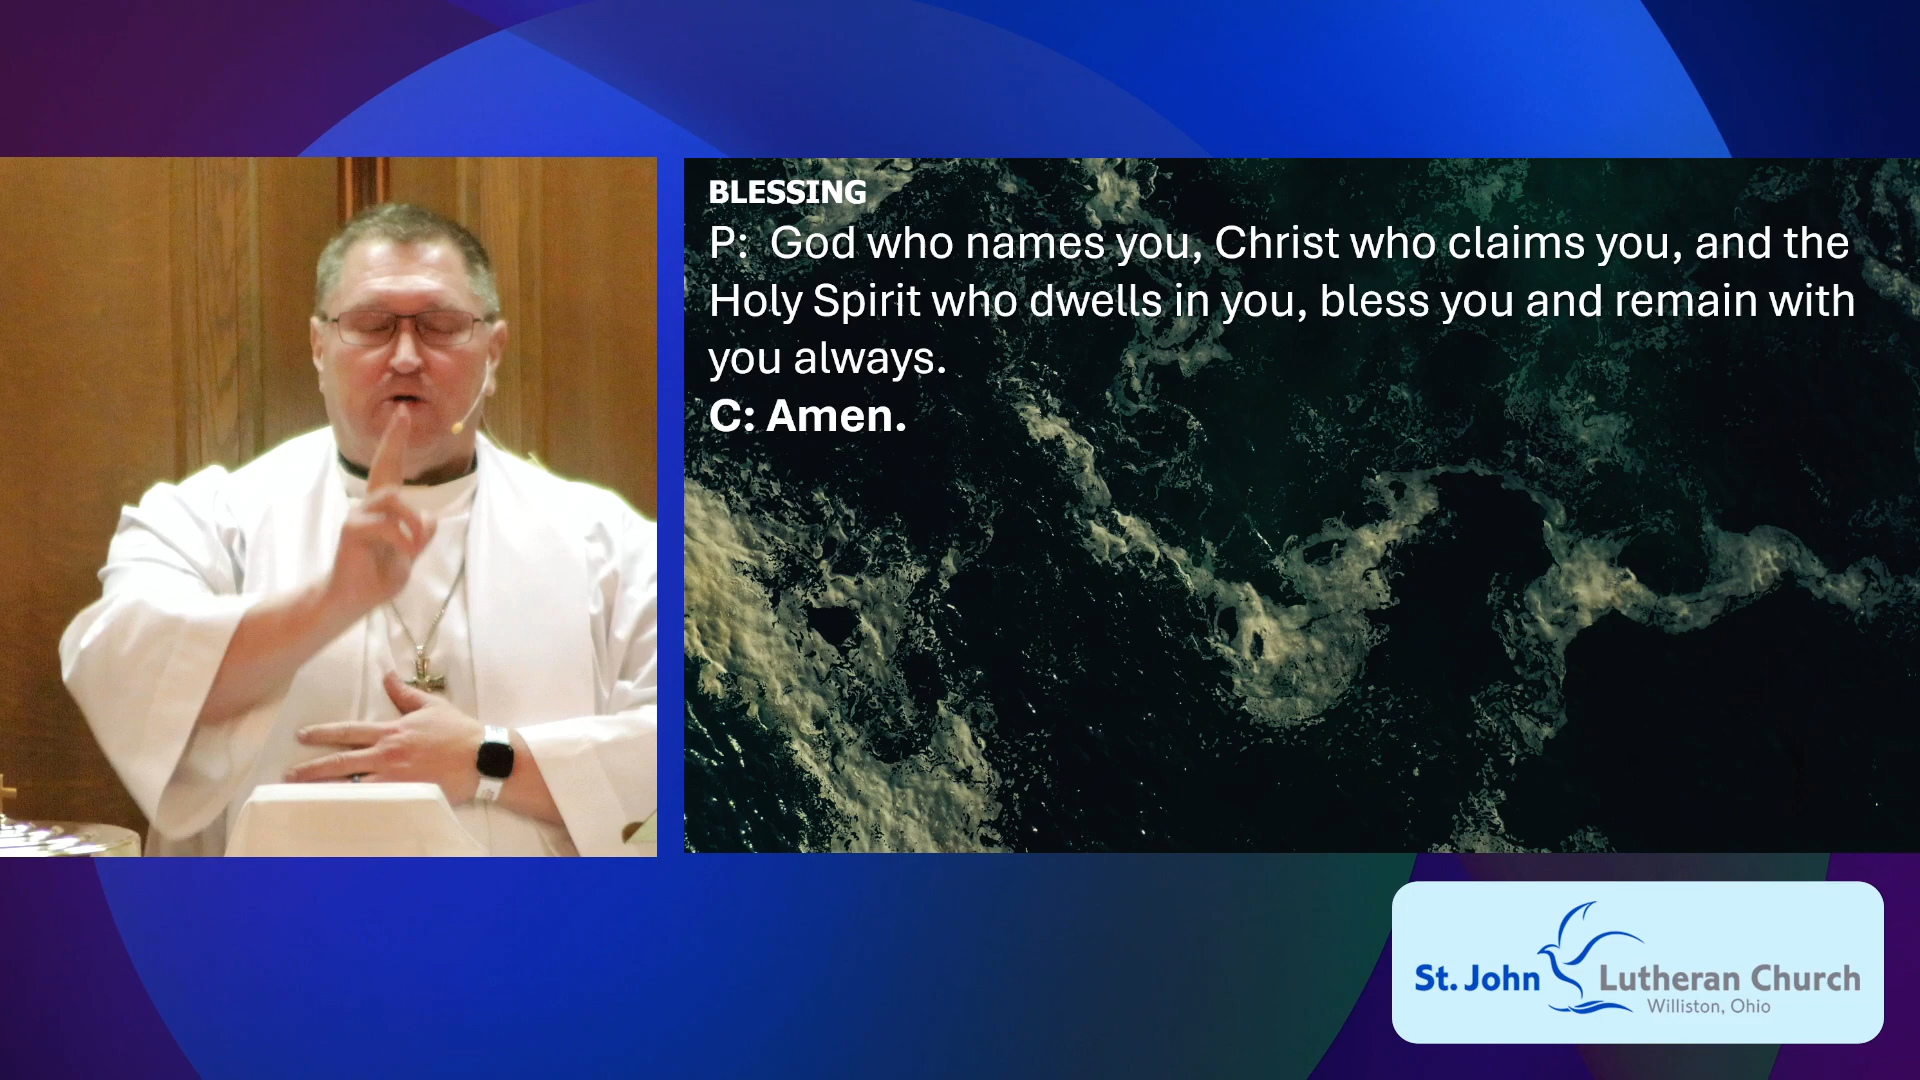 BLESSING
P:  God who names you, Christ who claims you, and the
Holy Spirit who dwells in you, bless you and remain with
you always.
C: Amen.
St. John Lutheran Church
Williston, Ohio